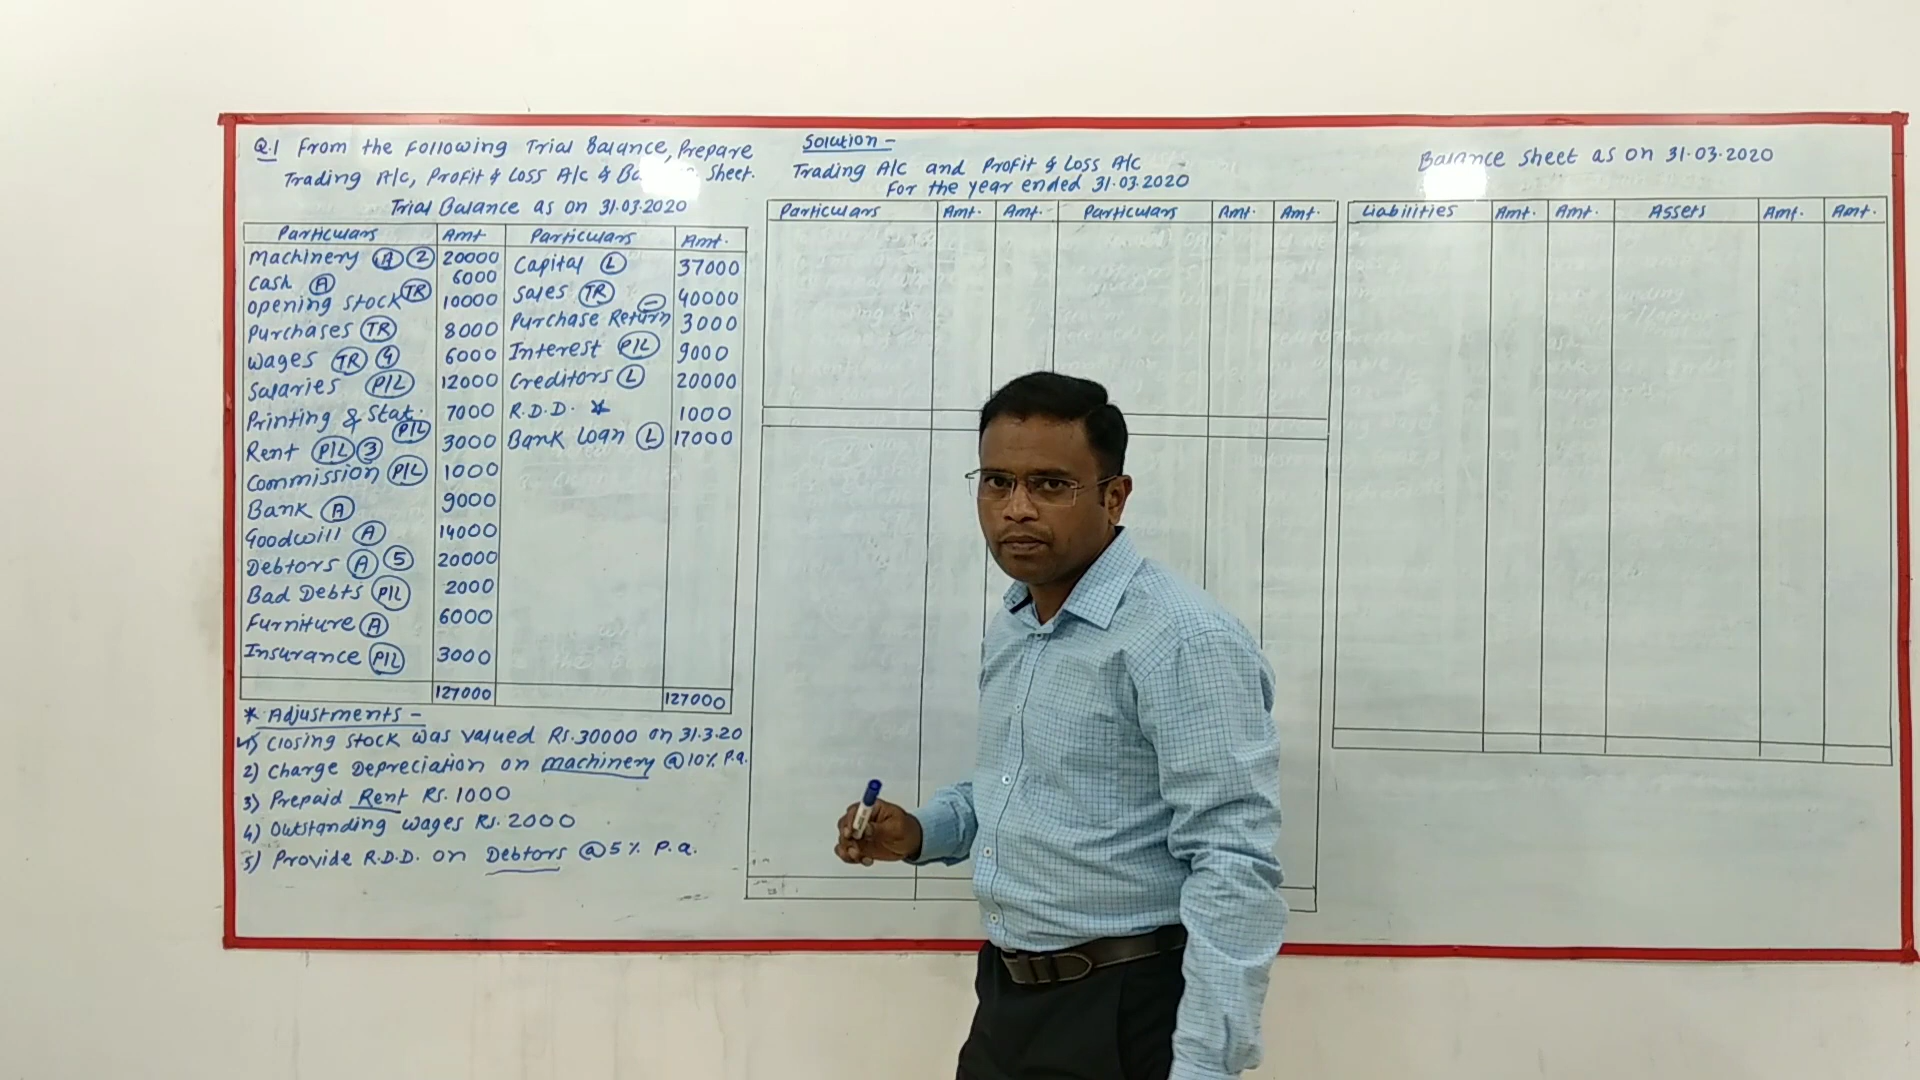 Q.1 From the Following Trial Balance, Prepare
Trading A/c, Profit & Loss A/c & Ba   Sheet.
Trial Balance as on 31.03.2020
Particulars Amt Particulars Amt.
Machinery (A) (2) 20000 Capital (L) 37000
Cash (A) 6000
Opening Stock (TR) 10000 Sales (TR) 40000
Purchases (TR) 8000 Purchase Return (-) 3000
Wages (TR) (4) 6000 Interest (P/L) 9000
Salaries (P/L) 12000 Creditors (L) 20000
Printing & Stat. (P/L) 7000 R.D.D. * 1000
Rent (P/L) (3) 3000 Bank Loan (L) 17000
Commission (P/L) 1000
Bank (A) 9000
Goodwill (A) 14000
Debtors (A) (5) 20000
Bad Debts (P/L) 2000
Furniture (A) 6000
Insurance (P/L) 3000
127000 127000
* Adjustments -
1) Closing Stock was valued Rs. 30000 on 31.3.20
2) Charge Depreciation on machinery @ 10% P.a.
3) Prepaid Rent Rs. 1000
4) Outstanding wages Rs. 2000
5) Provide R.D.D. on Debtors @ 5% P.a.
Solution -
Trading A/c and Profit & Loss A/c
For the year ended 31.03.2020
Particulars Amt. Amt. Particulars Amt. Amt.
Balance Sheet as on 31.03.2020
Liabilities Amt. Amt. Assets Amt. Amt.